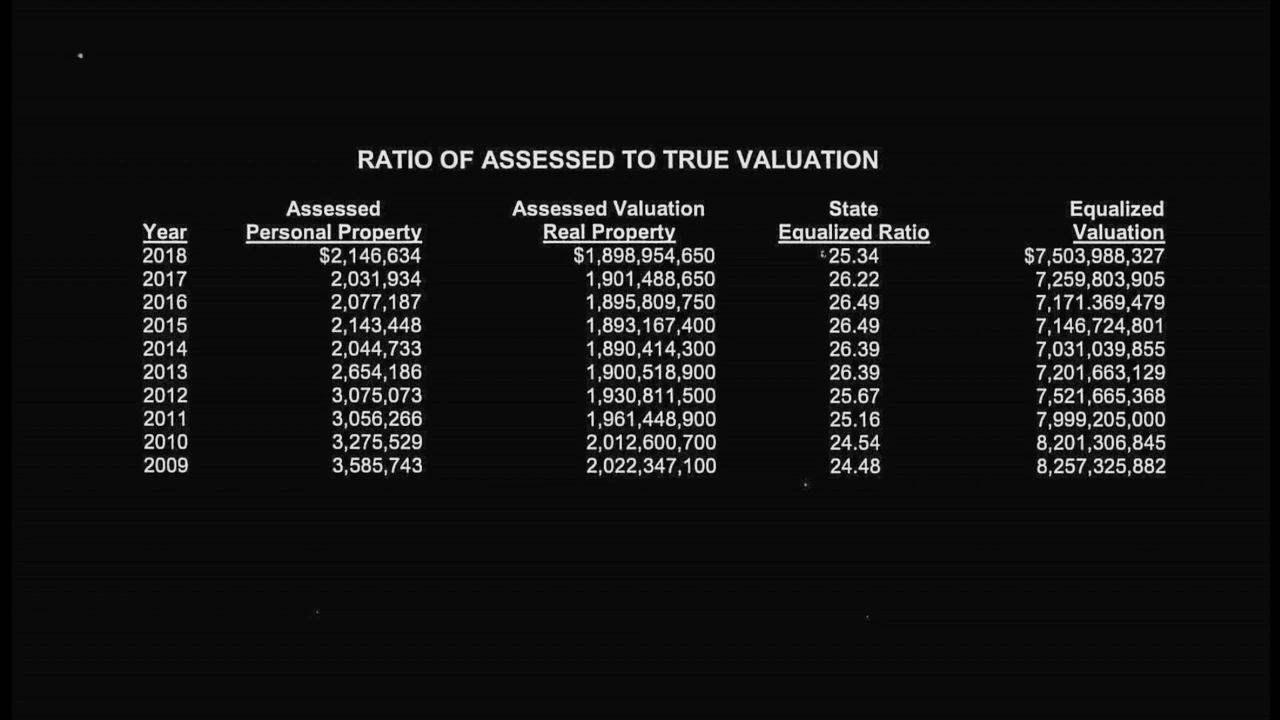 RATIO OF ASSESSED TO TRUE VALUATION
Assessed Assessed Valuation State Equalized
Year Personal Property Real Property Equalized Ratio Valuation
2018 $2,146,634 $1,898,954,650 25.34 $7,503,988,327
2017 2,031,934 1,901,488,650 26.22 7,259,803,905
2016 2,077,187 1,895,809,750 26.49 7,171.369,479
2015 2,143,448 1,893,167,400 26.49 7,146,724,801
2014 2,044,733 1,890,414,300 26.39 7,031,039,855
2013 2,654,186 1,900,518,900 26.39 7,201,663,129
2012 3,075,073 1,930,811,500 25.67 7,521,665,368
2011 3,056,266 1,961,448,900 25.16 7,999,205,000
2010 3,275,529 2,012,600,700 24.54 8,201,306,845
2009 3,585,743 2,022,347,100 24.48 8,257,325,882